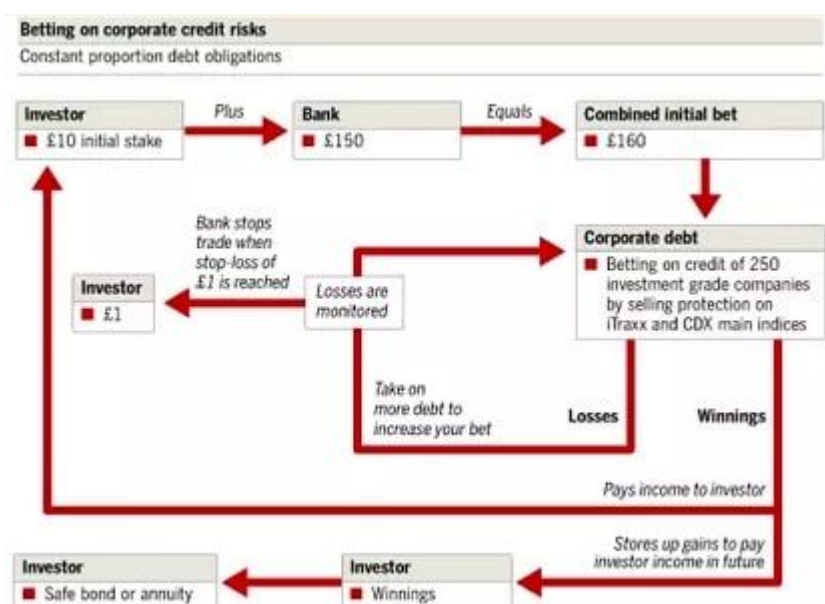 Betting on corporate credit risks
Constant proportion debt obligations
Investor
£10 initial stake
Plus
Bank
£150
Equals
Combined initial bet
£160
Bank stops
trade when
stop-loss of
£1 is reached
Investor
£1
Losses are
monitored
Corporate debt
Betting on credit of 250
investment grade companies
by selling protection on
iTraxx and CDX main indices
Take on
more debt to
increase your bet
Losses
Winnings
Pays income to investor
Stores up gains to pay
investor income in future
Investor
Safe bond or annuity
Investor
Winnings